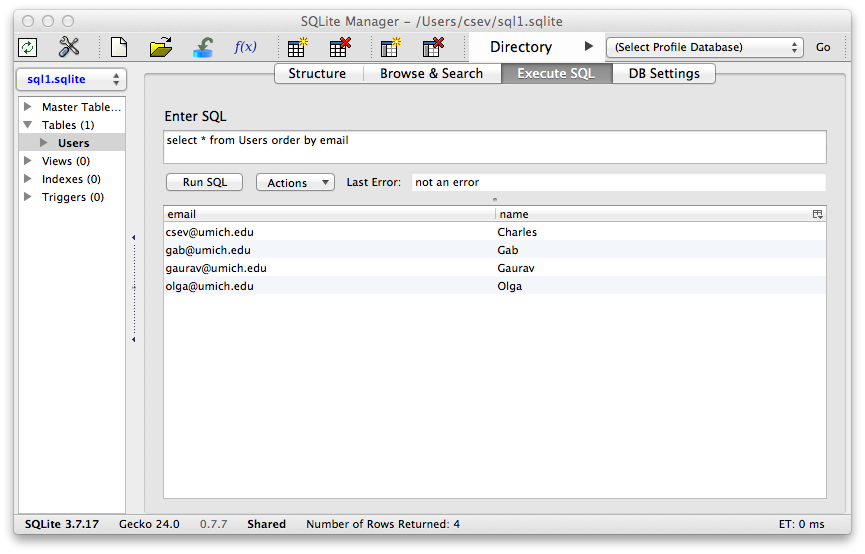 SQLite Manager – /Users/csev/sql1.sqlite
f(x) Directory (Select Profile Database) Go
sql1.sqlite
Structure Browse & Search Execute SQL DB Settings
Master Table...
Tables (1)
Users
Views (0)
Indexes (0)
Triggers (0)
Enter SQL
select * from Users order by email
Run SQL Actions Last Error: not an error
email name
csev@umich.edu Charles
gab@umich.edu Gab
gaurav@umich.edu Gaurav
olga@umich.edu Olga
SQLite 3.7.17 Gecko 24.0 0.7.7 Shared Number of Rows Returned: 4 ET: 0 ms